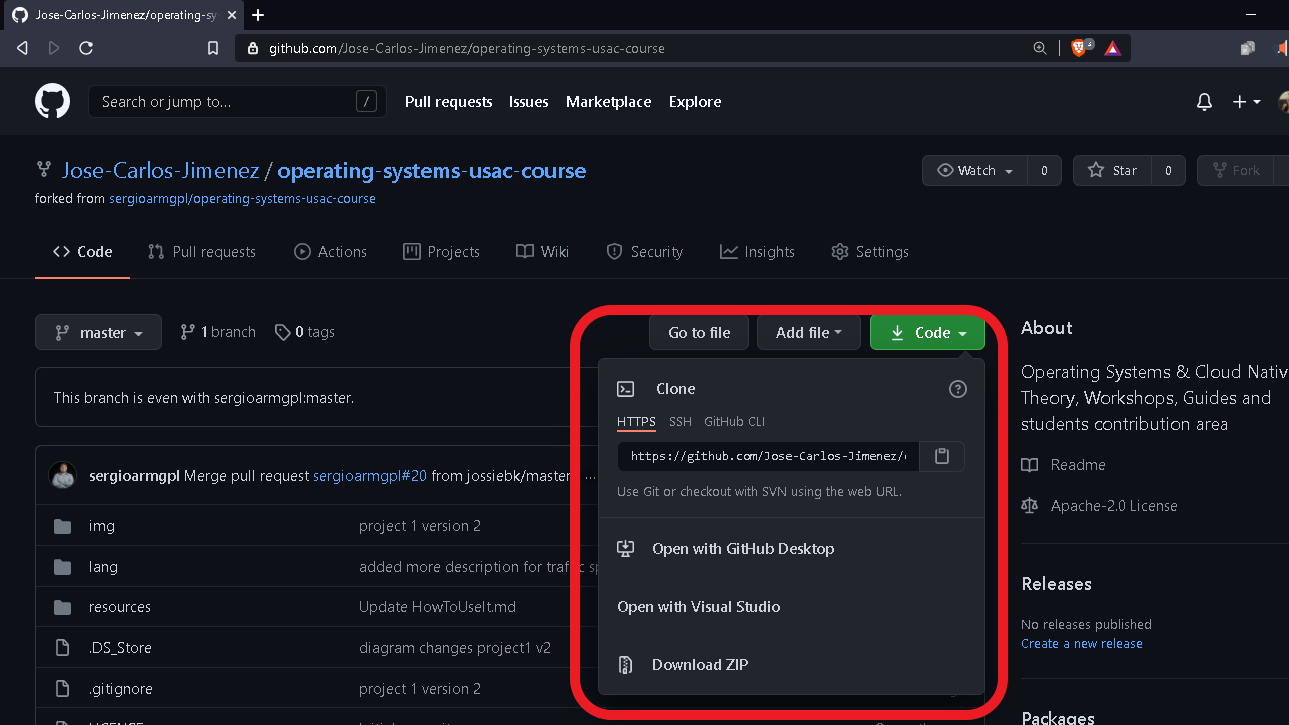 Jose-Carlos-Jimenez/operating-sy
github.com/Jose-Carlos-Jimenez/operating-systems-usac-course
3
Search or jump to...
/
Pull requests
Issues
Marketplace
Explore
Jose-Carlos-Jimenez / operating-systems-usac-course
forked from sergioarmgpl/operating-systems-usac-course
Watch
0
Star
0
Fork
Code
Pull requests
Actions
Projects
Wiki
Security
Insights
Settings
master
1 branch
0 tags
Go to file
Add file
Code
This branch is even with sergioarmgpl:master.
sergioarmgpl Merge pull request sergioarmgpl#20 from jossiebk/master ...
img
project 1 version 2
lang
added more description for traffic sp
resources
Update HowToUseIt.md
.DS_Store
diagram changes project1 v2
.gitignore
project 1 version 2
Clone
HTTPS
SSH
GitHub CLI
https://github.com/Jose-Carlos-Jimenez/
Use Git or checkout with SVN using the web URL.
Open with GitHub Desktop
Open with Visual Studio
Download ZIP
About
Operating Systems & Cloud Nativ
Theory, Workshops, Guides and
students contribution area
Readme
Apache-2.0 License
Releases
No releases published
Create a new release
Packages